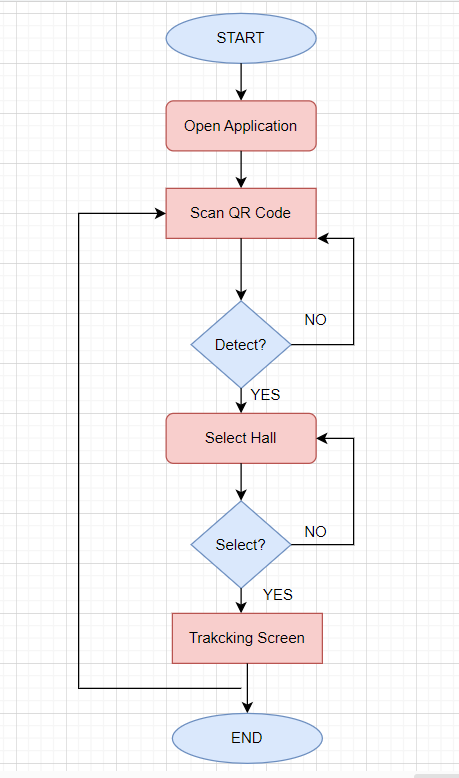 START
Open Application
Scan QR Code
NO
Detect?
YES
Select Hall
NO
Select?
YES
Trakcking Screen
END